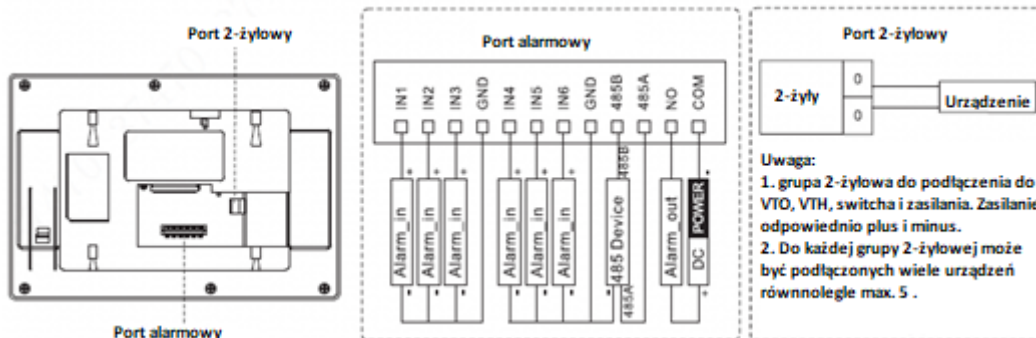 Port 2-żyłowy
Port alarmowy
Port alarmowy
IN1
IN2
IN3
GND
IN4
IN5
IN6
GND
485B
485A
NO
COM
485B
Alarm_in
Alarm_in
Alarm_in
Alarm_in
Alarm_in
Alarm_in
485 Device
485A
Alarm_out
DC POWER
Port 2-żyłowy
2-żyły
0
0
Urządzenie
Uwaga:
1. grupa 2-żyłowa do podłączenia do
VTO, VTH, switcha i zasilania. Zasilanie
odpowiednio plus i minus.
2. Do każdej grupy 2-żyłowej może
być podłączonych wiele urządzeń
równnolegle max. 5 .